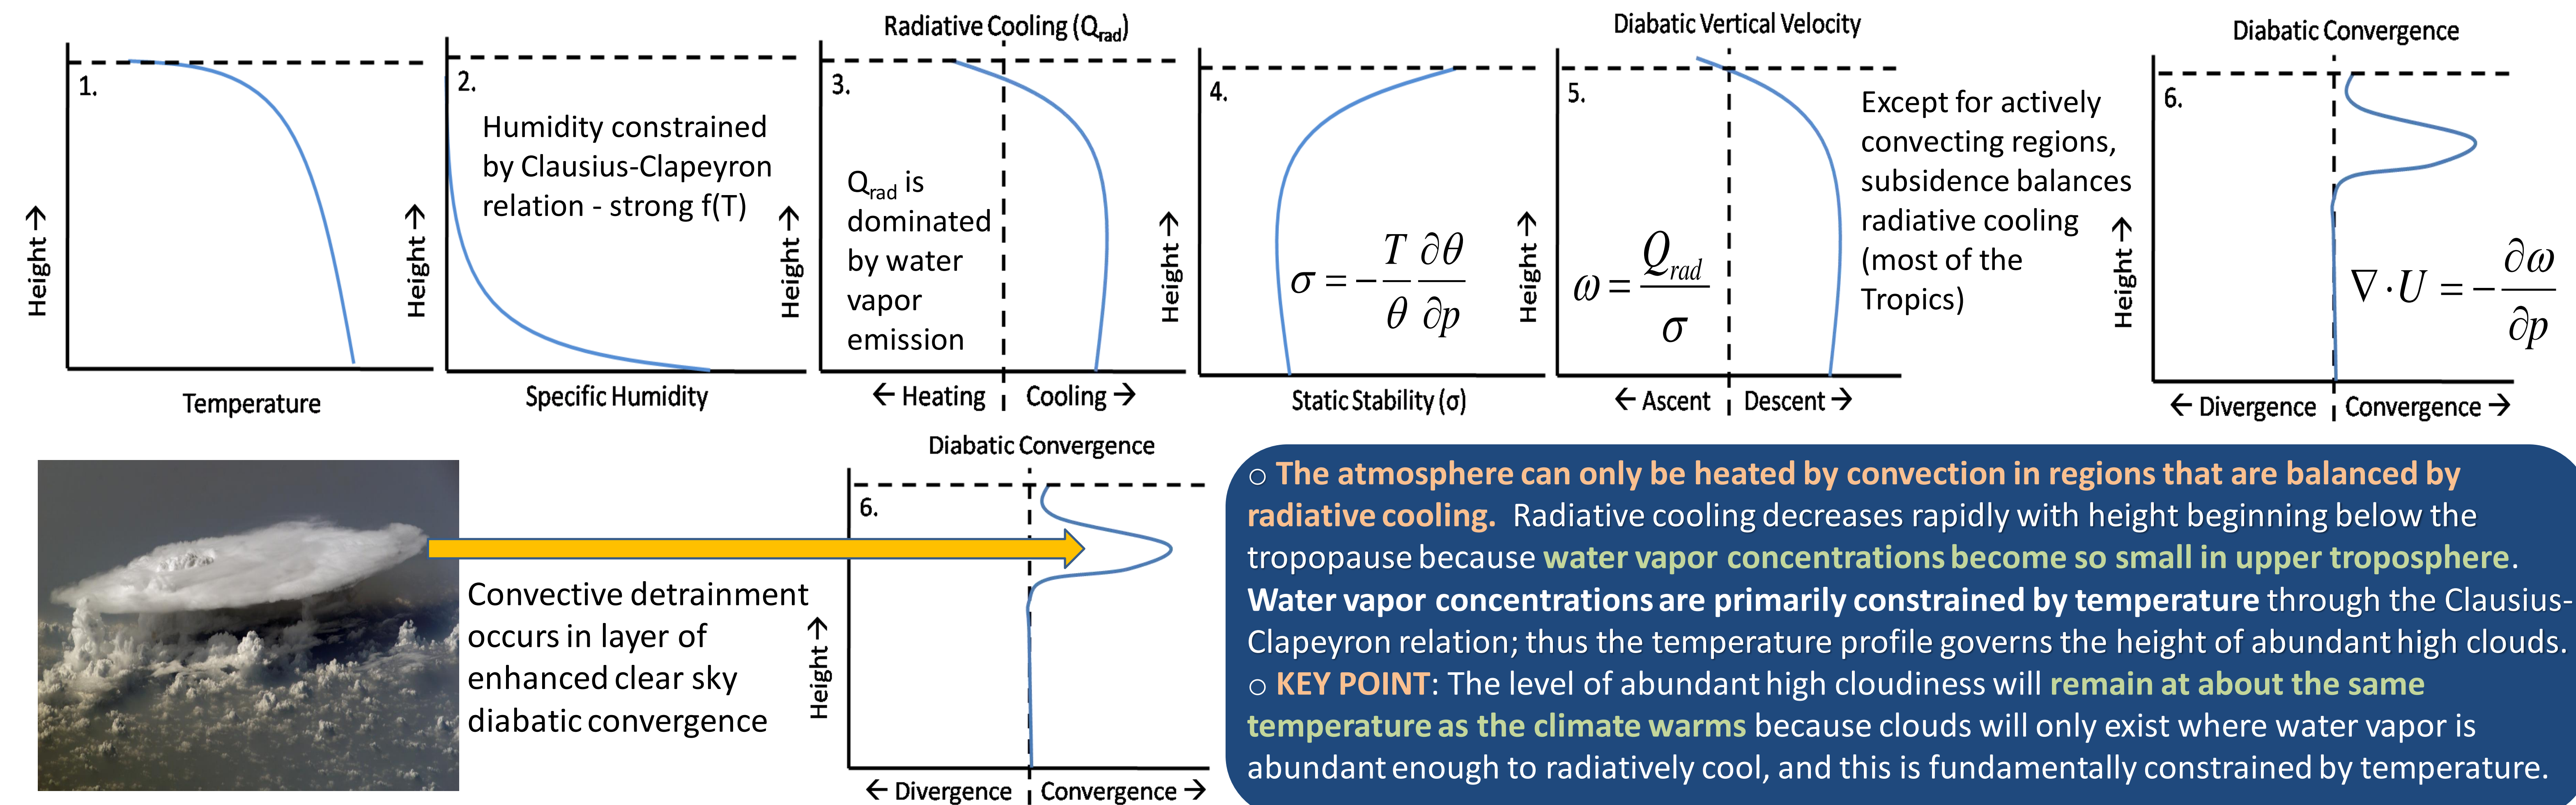 Radiative Cooling (Qrad)
Diabatic Vertical Velocity
Diabatic Convergence
1.
Height →
Temperature
2.
Humidity constrained
by Clausius-Clapeyron
relation - strong f(T)
Height →
Specific Humidity
3.
Qrad is
dominated
by water
vapor
emission
Height →
← Heating
Cooling →
4.
σ = − T/θ ∂θ/∂p
Height →
Static Stability (σ)
5.
ω = Qrad/σ
Height →
← Ascent
Descent →
Except for actively
convecting regions,
subsidence balances
radiative cooling
(most of the
Tropics)
6.
∇·U = − ∂ω/∂p
Height →
← Divergence
Convergence →
Convective detrainment
occurs in layer of
enhanced clear sky
diabatic convergence
Diabatic Convergence
6.
Height →
← Divergence
Convergence →
○ The atmosphere can only be heated by convection in regions that are balanced by
radiative cooling. Radiative cooling decreases rapidly with height beginning below the
tropopause because water vapor concentrations become so small in upper troposphere.
Water vapor concentrations are primarily constrained by temperature through the Clausius-
Clapeyron relation; thus the temperature profile governs the height of abundant high clouds.
○ KEY POINT: The level of abundant high cloudiness will remain at about the same
temperature as the climate warms because clouds will only exist where water vapor is
abundant enough to radiatively cool, and this is fundamentally constrained by temperature.